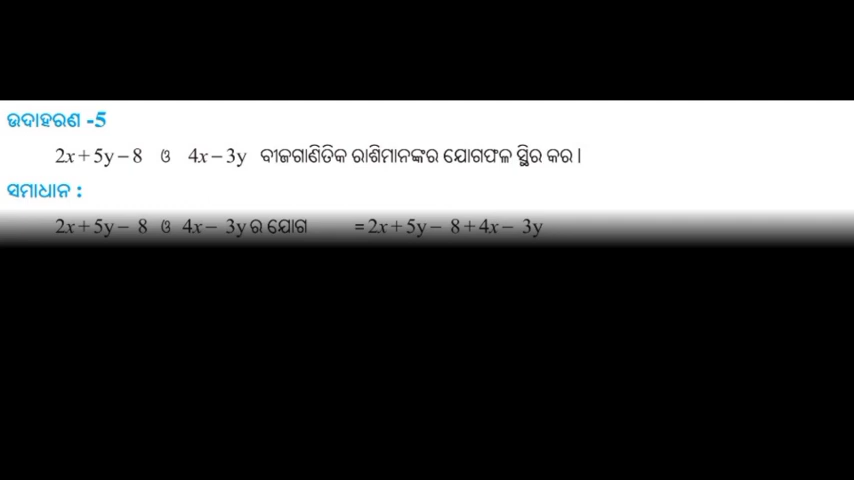 ଉଦାହରଣ -5
2x+5y−8 ଓ 4x−3y ବୀଜଗାଣିତିକ ରାଶିମାନଙ୍କର ଯୋଗଫଳ ସ୍ଥିର କର।
ସମାଧାନ :
2x+5y− 8 ଓ 4x− 3y ର ଯୋଗ =2x+5y− 8+4x− 3y